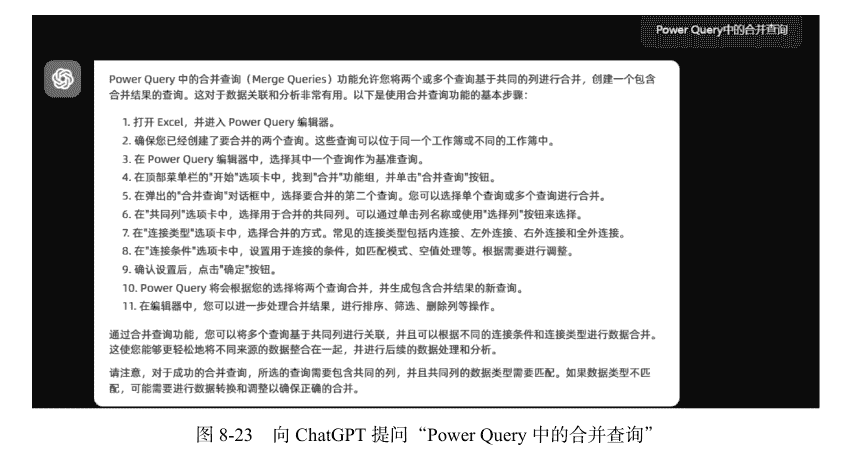 Power Query中的合并查询
Power Query 中的合并查询（Merge Queries）功能允许您将两个或多个查询基于共同的列进行合并，创建一个包含
合并结果的查询。这对于数据关联和分析非常有用。以下是使用合并查询功能的基本步骤：
1. 打开 Excel，并进入 Power Query 编辑器。
2. 确保您已经创建了要合并的两个查询。这些查询可以位于同一个工作簿或不同的工作簿中。
3. 在 Power Query 编辑器中，选择其中一个查询作为基准查询。
4. 在顶部菜单栏的"开始"选项卡中，找到"合并"功能组，并单击"合并查询"按钮。
5. 在弹出的"合并查询"对话框中，选择要合并的第二个查询。您可以选择单个查询或多个查询进行合并。
6. 在"共同列"选项卡中，选择用于合并的共同列。可以通过单击列名称或使用"选择列"按钮来选择。
7. 在"连接类型"选项卡中，选择合并的方式。常见的连接类型包括内连接、左外连接、右外连接和全外连接。
8. 在"连接条件"选项卡中，设置用于连接的条件，如匹配模式、空值处理等。根据需要进行调整。
9. 确认设置后，点击"确定"按钮。
10. Power Query 将会根据您的选择将两个查询合并，并生成包含合并结果的新查询。
11. 在编辑器中，您可以进一步处理合并结果，进行排序、筛选、删除列等操作。
通过合并查询功能，您可以将多个查询基于共同列进行关联，并且可以根据不同的连接条件和连接类型进行数据合并。
这使您能够更轻松地将不同来源的数据整合在一起，并进行后续的数据处理和分析。
请注意，对于成功的合并查询，所选的查询需要包含共同的列，并且共同列的数据类型需要匹配。如果数据类型不匹
配，可能需要进行数据转换和调整以确保正确的合并。
图 8-23 向 ChatGPT 提问“Power Query 中的合并查询”